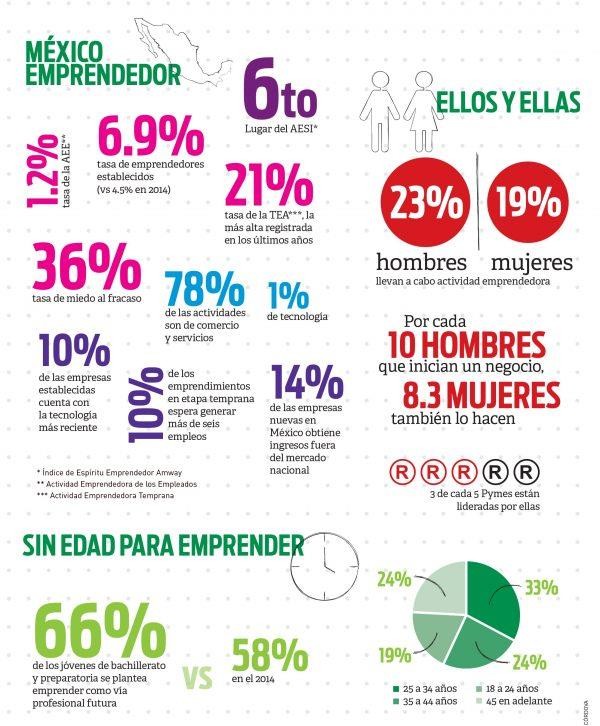 MÉXICO
EMPRENDEDOR
6to
Lugar del AESI*
1.2%
tasa de la AEE**
6.9%
tasa de emprendedores
establecidos
(vs 4.5% en 2014)
21%
tasa de la TEA***, la
más alta registrada
en los últimos años
36%
tasa de miedo al fracaso
78%
de las actividades
son de comercio
y servicios
1%
de tecnología
10%
de las empresas
establecidas
cuenta con
la tecnología
más reciente
10%
de los
emprendimientos
en etapa temprana
espera generar
más de seis
empleos
14%
de las empresas
nuevas en
México obtiene
ingresos fuera
del mercado
nacional
* Índice de Espíritu Emprendedor Amway
** Actividad Emprendedora de los Empleados
*** Actividad Emprendedora Temprana
ELLOS Y ELLAS
23%
19%
hombres
mujeres
llevan a cabo actividad emprendedora
Por cada
10 HOMBRES
que inician un negocio,
8.3 MUJERES
también lo hacen
R R R R R
3 de cada 5 Pymes están
lideradas por ellas
SIN EDAD PARA EMPRENDER
66%
de los jóvenes de bachillerato
y preparatoria se plantea
emprender como vía
profesional futura
VS
58%
en el 2014
24%
33%
19%
24%
25 a 34 años
18 a 24 años
35 a 44 años
45 en adelante
CÓRDOVA